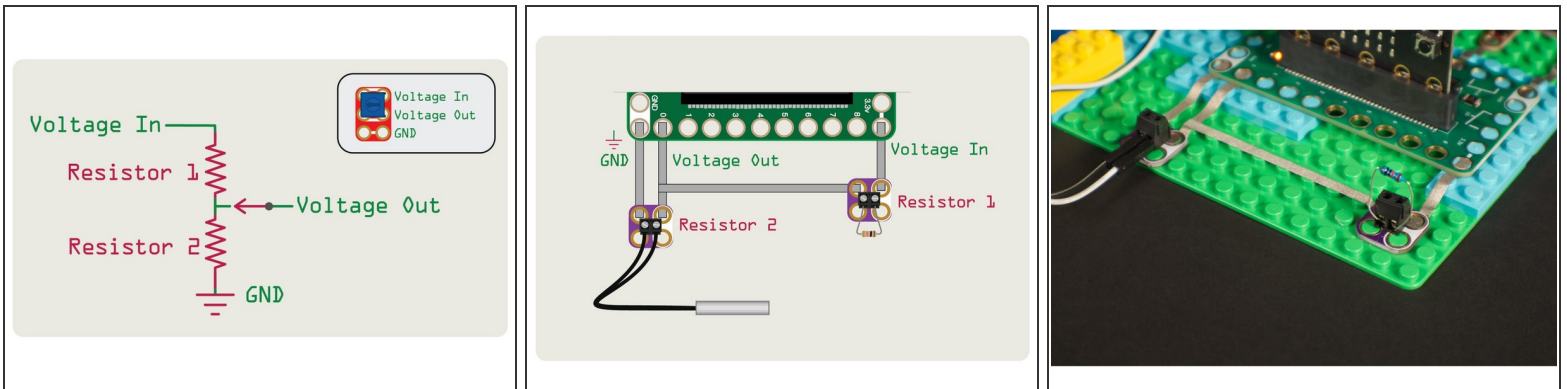 Voltage In
Voltage Out
GND
Voltage In
Resistor 1
Voltage Out
Resistor 2
GND
GND
0
1
2
3
4
5
6
7
8
3.3V
GND
Voltage Out
Voltage In
Resistor 1
Resistor 2